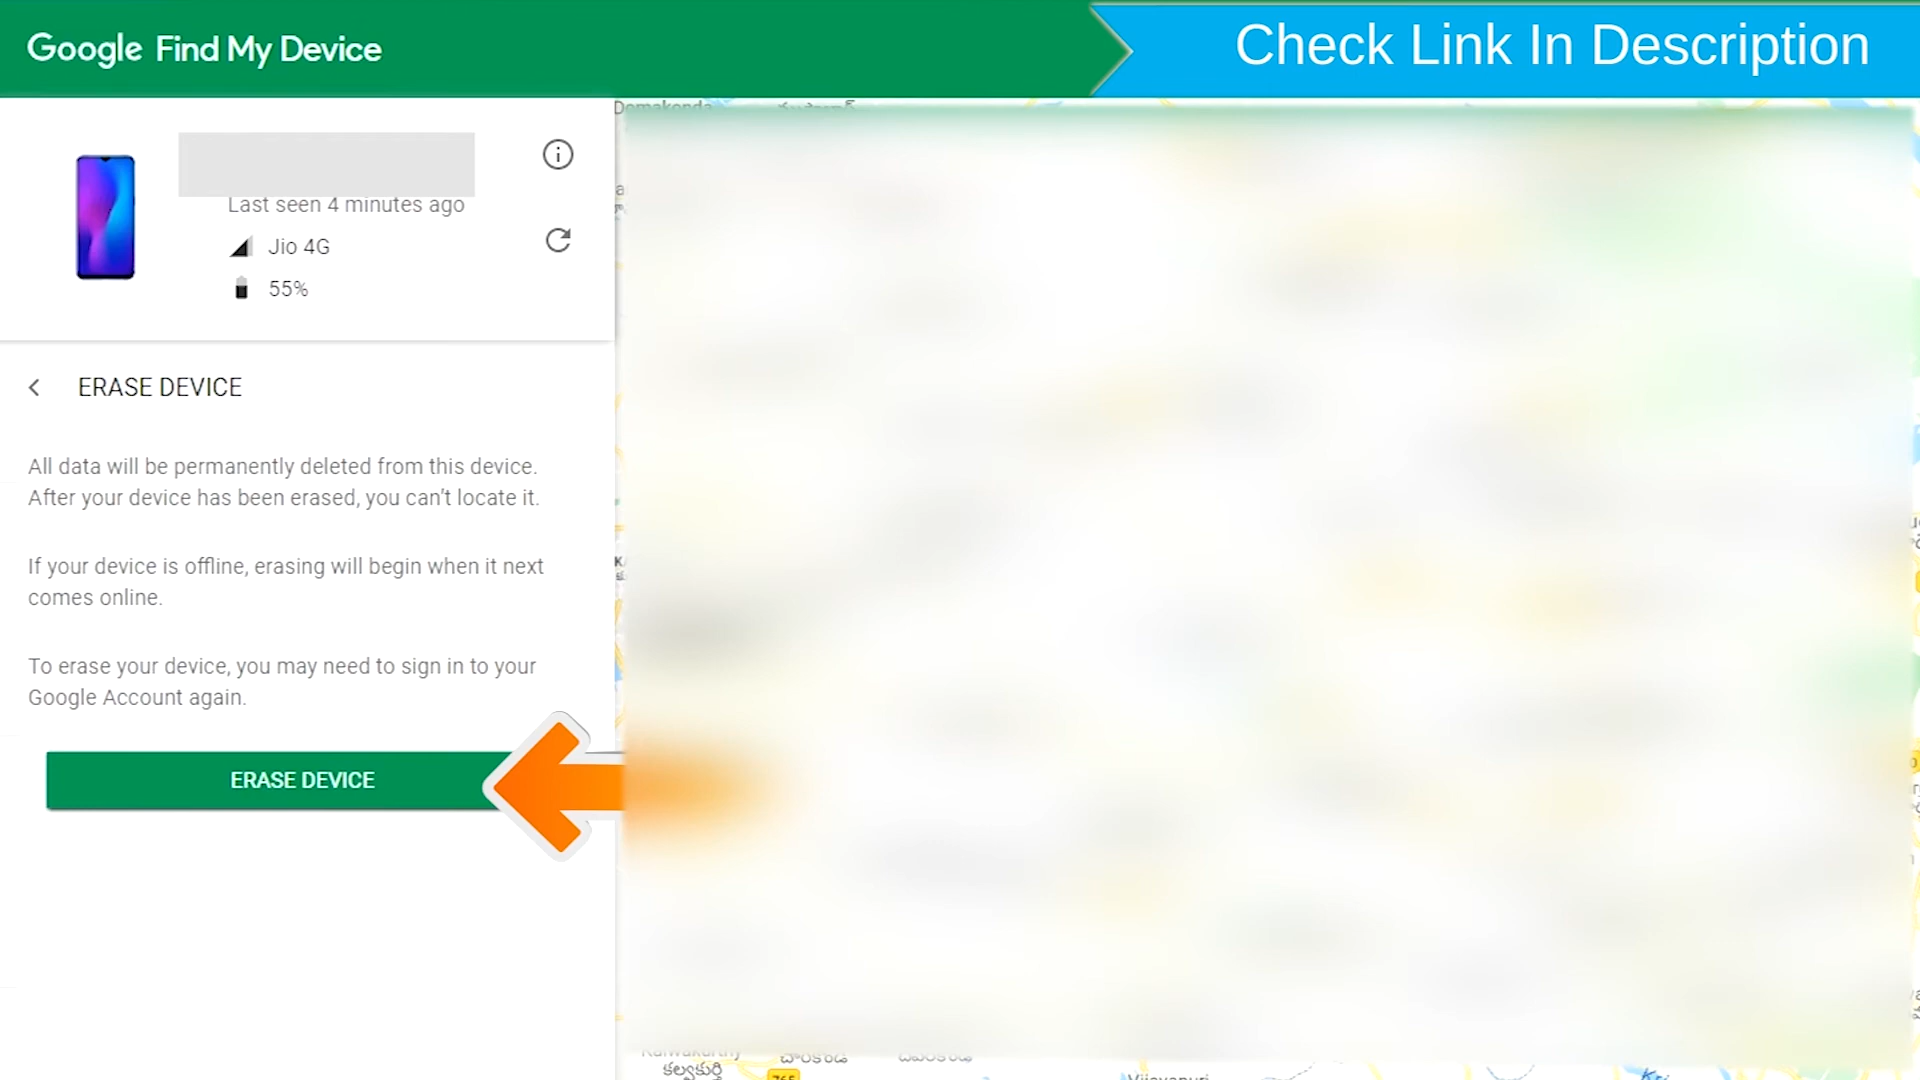 Google Find My Device
Check Link In Description
Last seen 4 minutes ago
Jio 4G
55%
ERASE DEVICE
All data will be permanently deleted from this device.
After your device has been erased, you can't locate it.
If your device is offline, erasing will begin when it next
comes online.
To erase your device, you may need to sign in to your
Google Account again.
ERASE DEVICE
కల్వకుర్తి
765